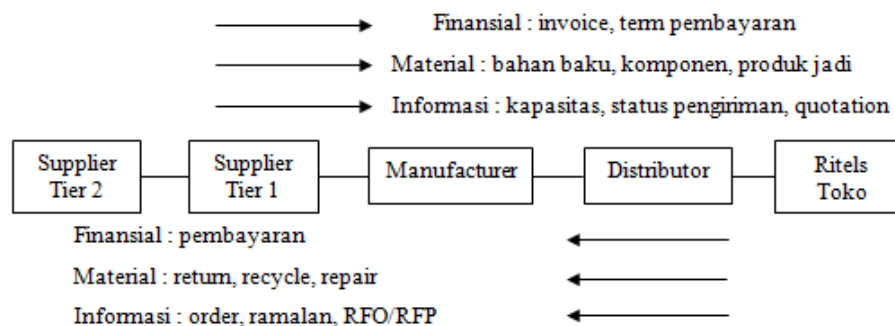 Finansial : invoice, term pembayaran
Material : bahan baku, komponen, produk jadi
Informasi : kapasitas, status pengiriman, quotation
Supplier
Tier 2
Supplier
Tier 1
Manufacturer
Distributor
Ritels
Toko
Finansial : pembayaran
Material : return, recycle, repair
Informasi : order, ramalan, RFO/RFP